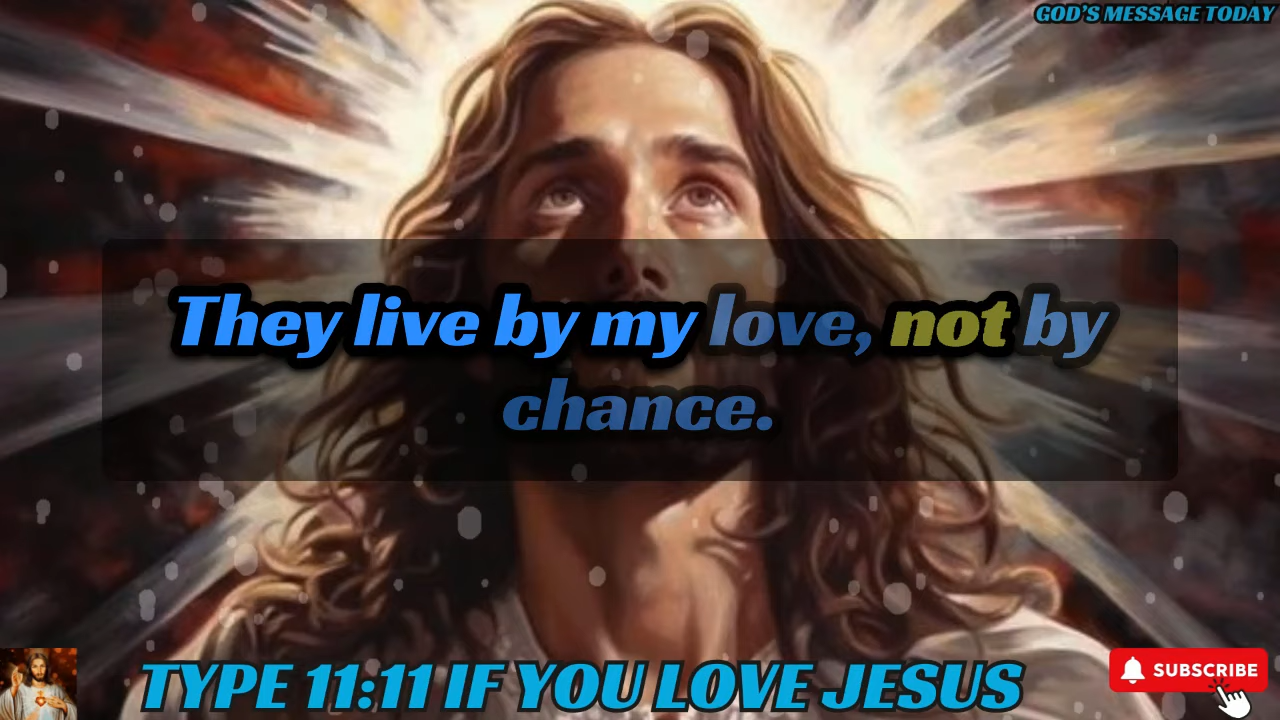 GOD'S MESSAGE TODAY
They live by my love, not by
chance.
TYPE 11:11 IF YOU LOVE JESUS
SUBSCRIBE